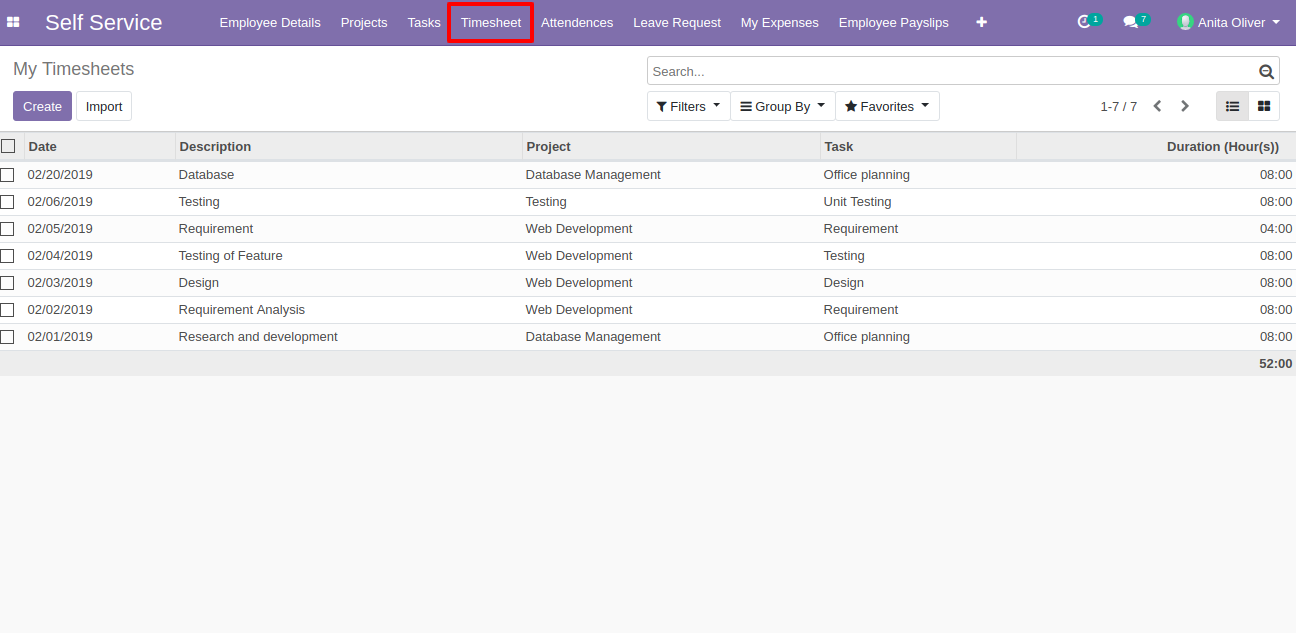 Self Service Employee Details Projects Tasks Timesheet Attendences Leave Request My Expenses Employee Payslips 1 7 Anita Oliver
My Timesheets Search...
Create Import Filters Group By Favorites 1-7 / 7
Date Description Project Task Duration (Hour(s))
02/20/2019 Database Database Management Office planning 08:00
02/06/2019 Testing Testing Unit Testing 08:00
02/05/2019 Requirement Web Development Requirement 04:00
02/04/2019 Testing of Feature Web Development Testing 08:00
02/03/2019 Design Web Development Design 08:00
02/02/2019 Requirement Analysis Web Development Requirement 08:00
02/01/2019 Research and development Database Management Office planning 08:00
52:00